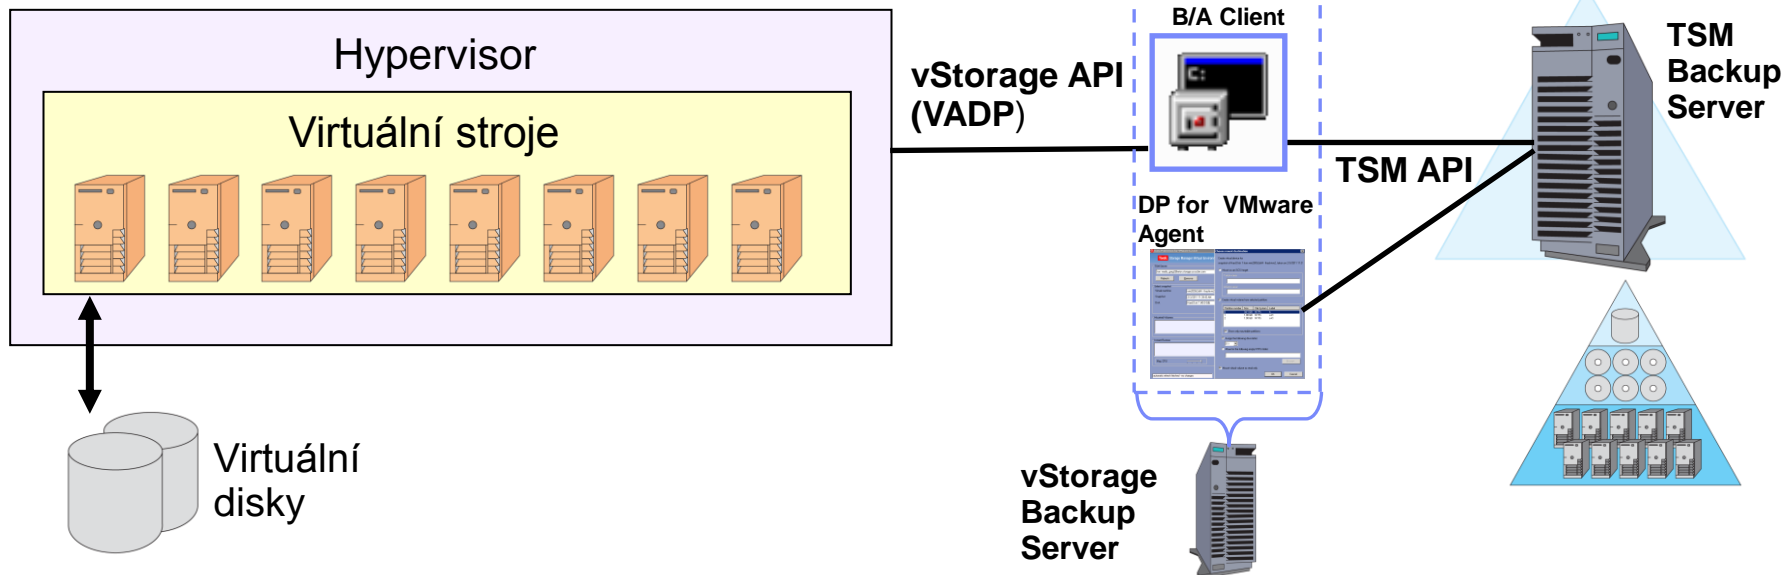 Hypervisor
Virtuální stroje
Virtuální
disky
vStorage API
(VADP)
B/A Client
C:
DP for VMware
Agent
TSM API
vStorage
Backup
Server
TSM
Backup
Server